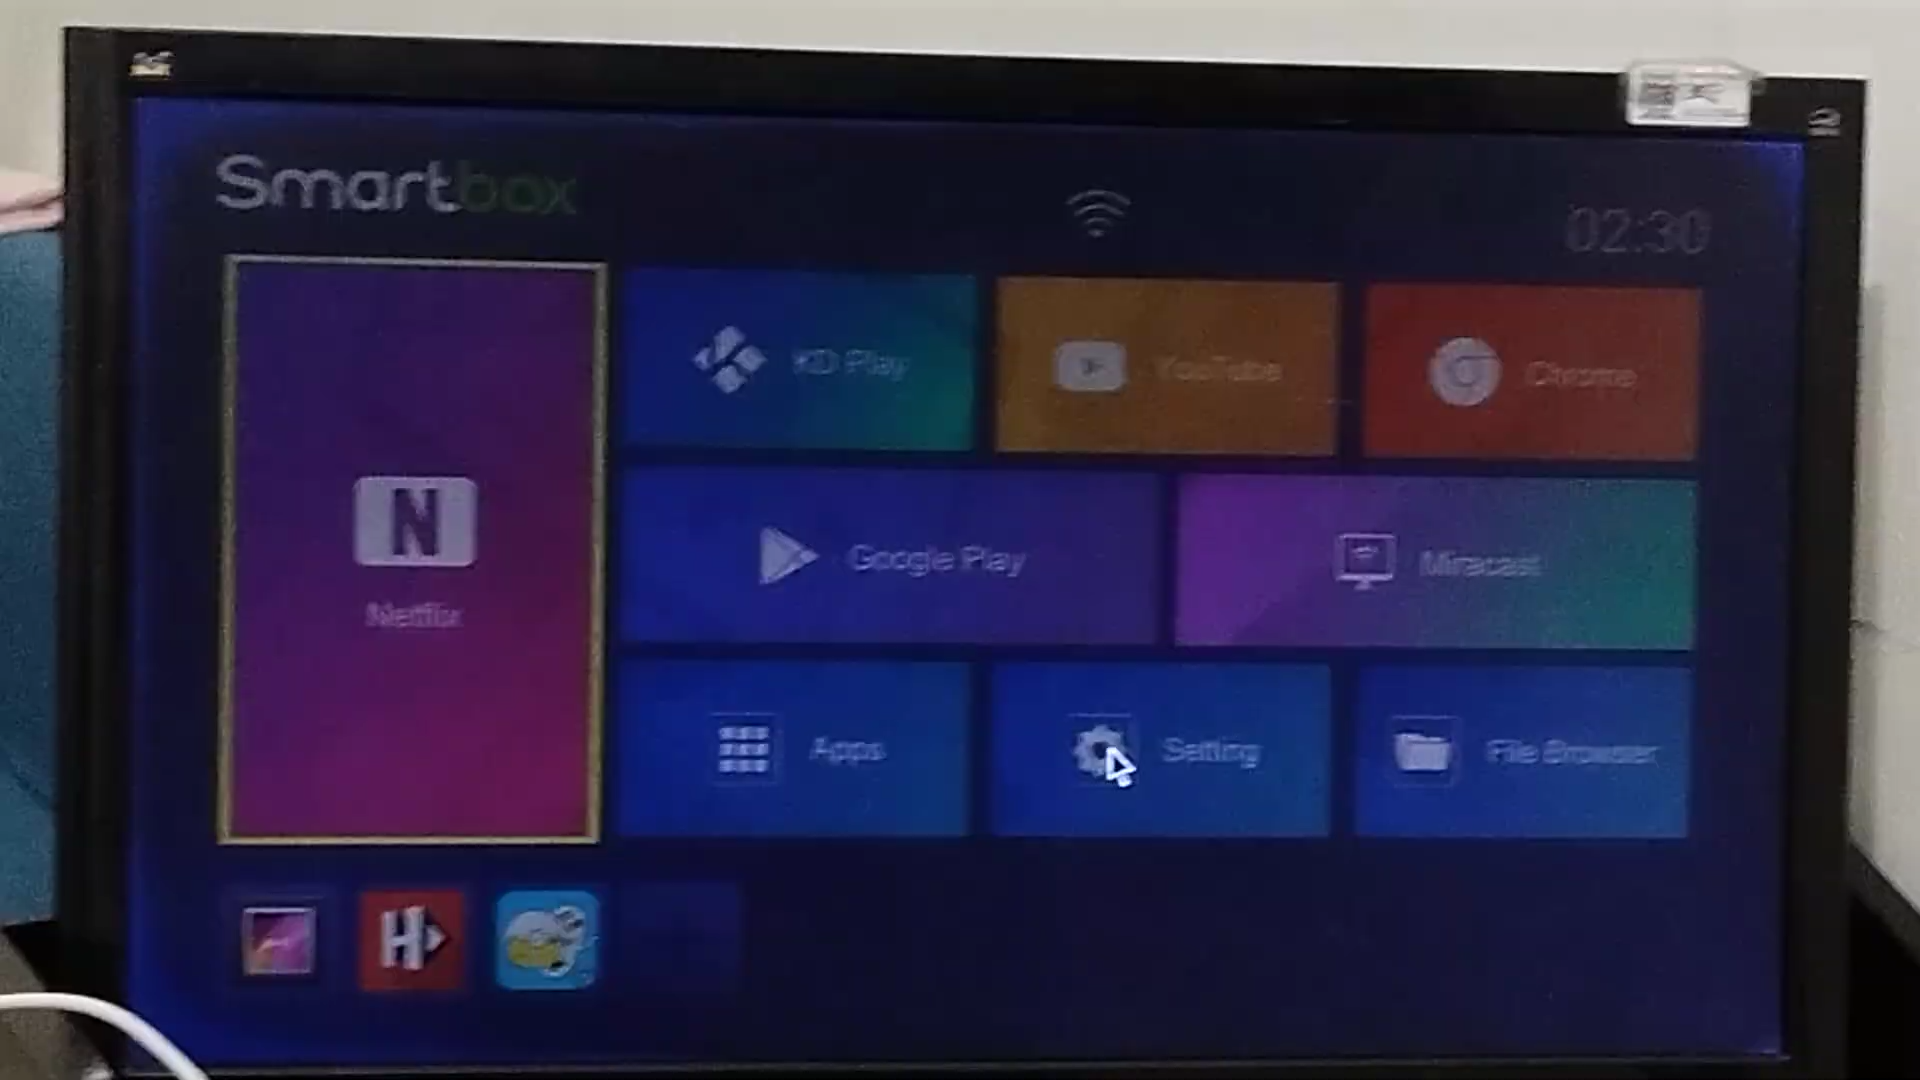 Smartbox
02:30
KD Play
YouTube
Chrome
N
Netflix
Google Play
Miracast
Apps
Setting
File Browser
H